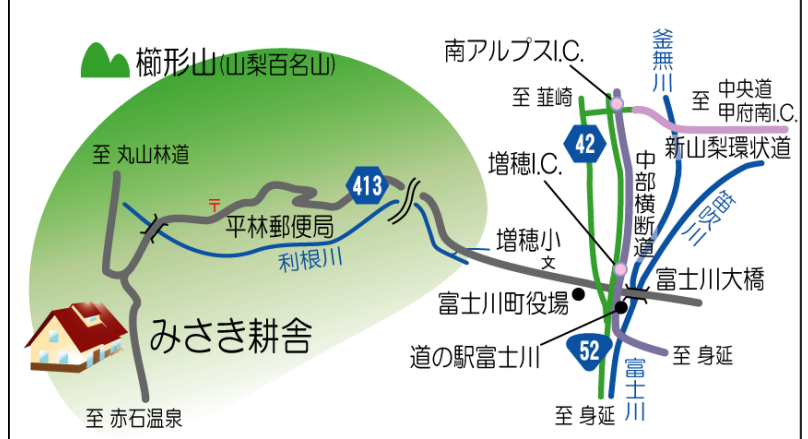 櫛形山(山梨百名山)
南アルプスI.C.
釜無川
至 韮崎
至 中央道
甲府南I.C.
42
新山梨環状道
至 丸山林道
増穂I.C.
中部横断道
413
笛吹川
〒
平林郵便局
利根川
増穂小
文
富士川大橋
富士川町役場
みさき耕舎
道の駅富士川
52
至 身延
富士川
至 赤石温泉
至 身延